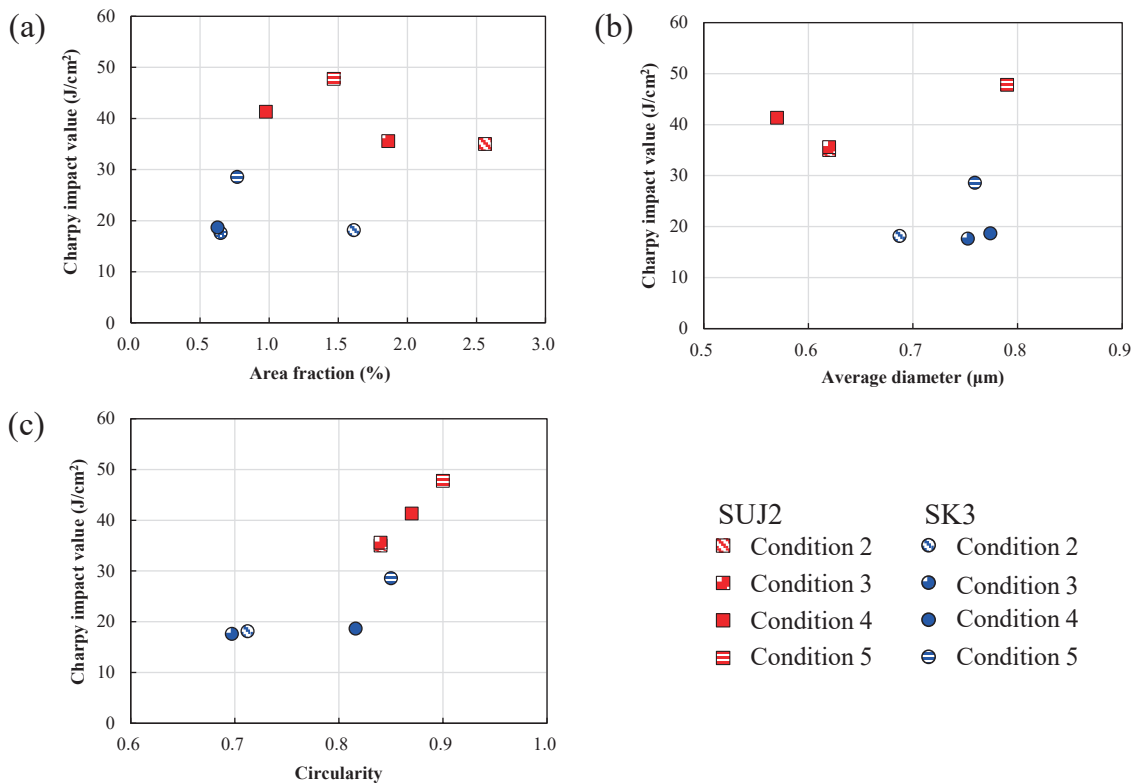 (a)
60
50
40
30
20
10
0
Charpy impact value (J/cm²)
0.0 0.5 1.0 1.5 2.0 2.5 3.0
Area fraction (%)
(b)
60
50
40
30
20
10
0
Charpy impact value (J/cm²)
0.5 0.6 0.7 0.8 0.9
Average diameter (μm)
(c)
60
50
40
30
20
10
0
Charpy impact value (J/cm²)
0.6 0.7 0.8 0.9 1.0
Circularity
SUJ2 SK3
Condition 2 Condition 2
Condition 3 Condition 3
Condition 4 Condition 4
Condition 5 Condition 5